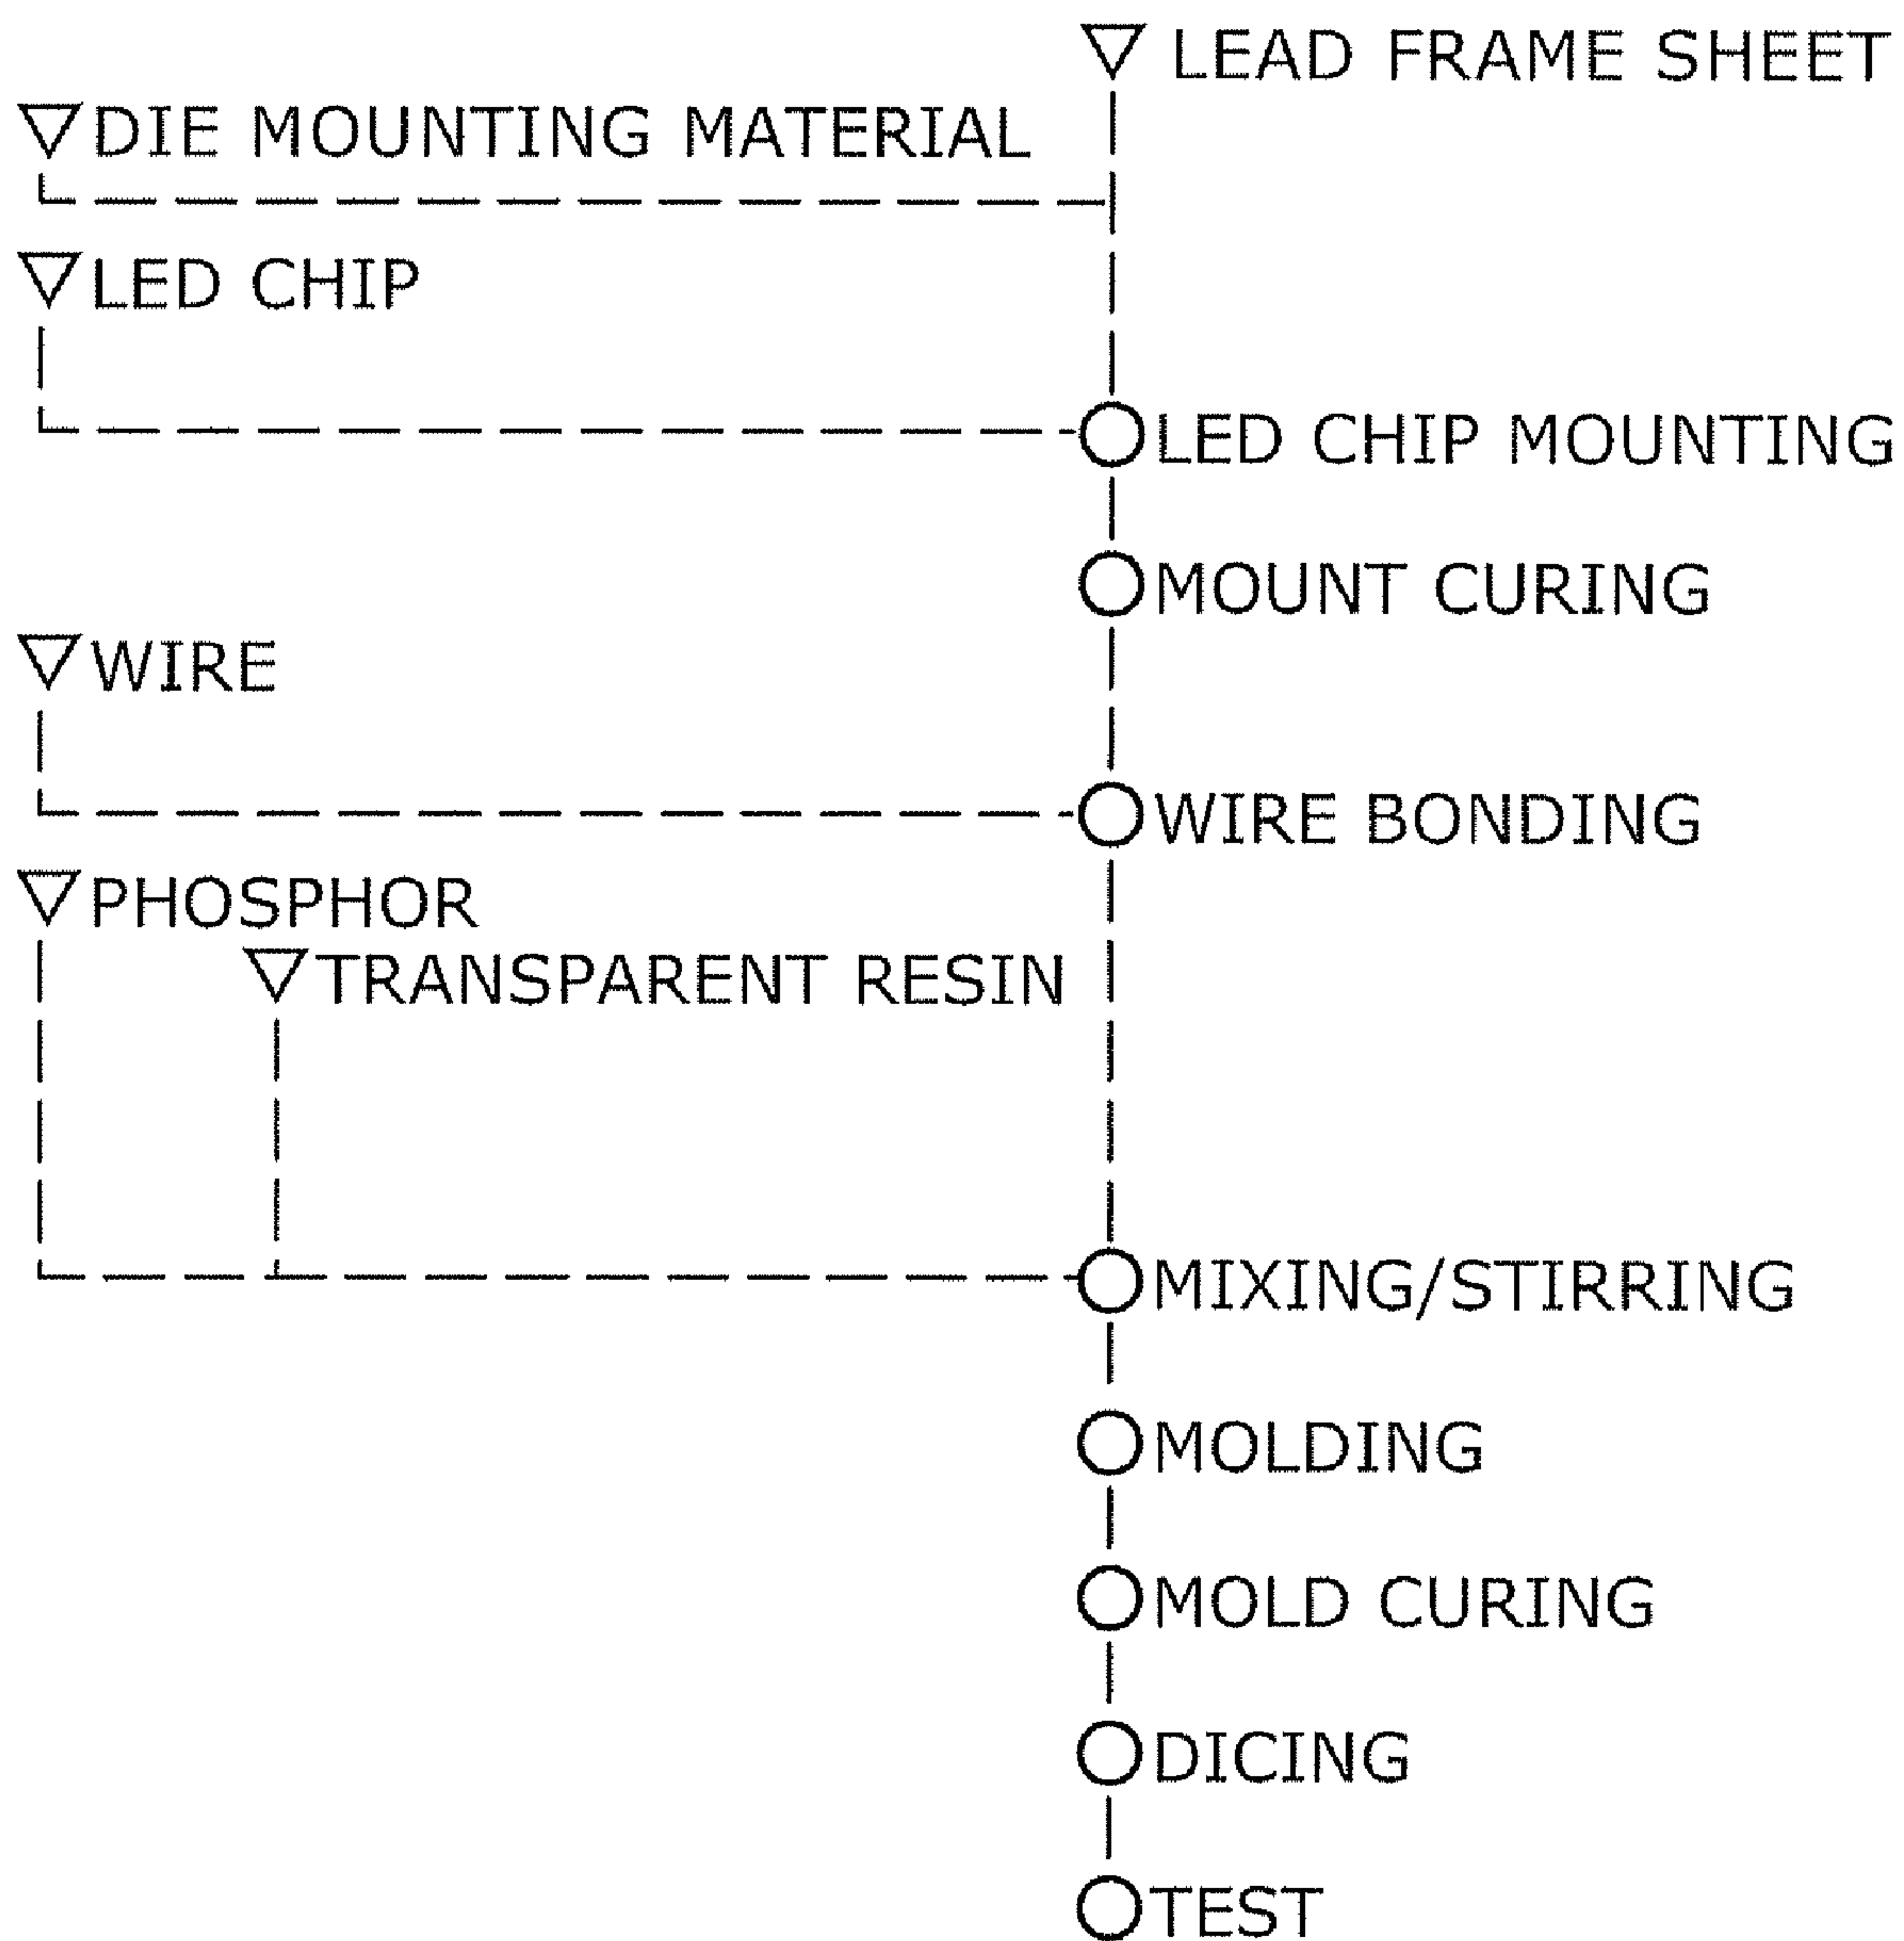 LEAD FRAME SHEET
DIE MOUNTING MATERIAL
LED CHIP
LED CHIP MOUNTING
MOUNT CURING
WIRE
WIRE BONDING
PHOSPHOR
TRANSPARENT RESIN
MIXING/STIRRING
MOLDING
MOLD CURING
DICING
TEST